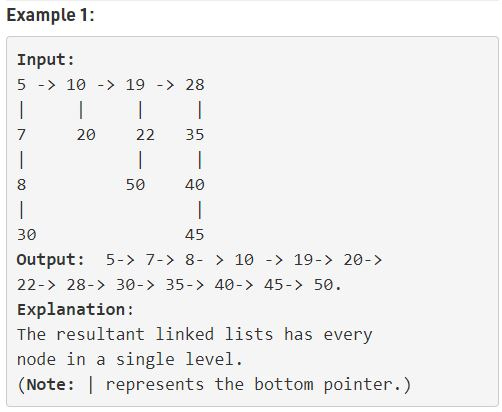 Example 1:
Input:
5 -> 10 -> 19 -> 28
|     |     |     |
7     20    22   35
|           |     |
8          50    40
|                 |
30               45
Output:  5-> 7-> 8- > 10 -> 19-> 20->
22-> 28-> 30-> 35-> 40-> 45-> 50.
Explanation:
The resultant linked lists has every
node in a single level.
(Note: | represents the bottom pointer.)